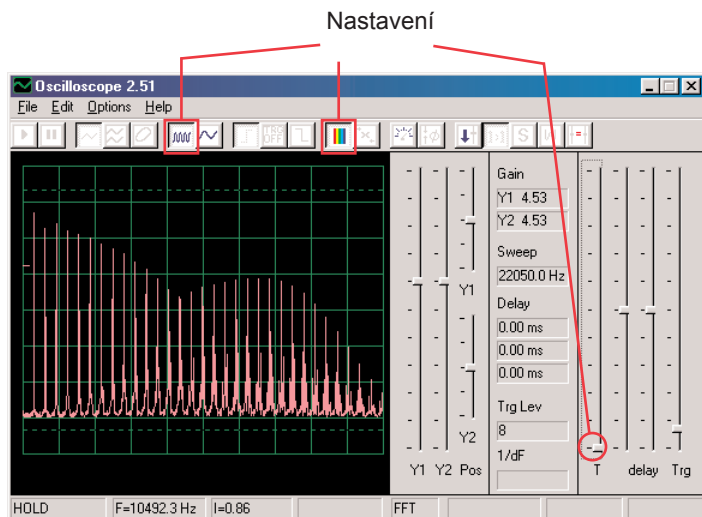 Nastavení
Oscilloscope 2.51
File Edit Options Help
TRG OFF
S
Gain
Y1 4.53
Y2 4.53
Sweep
22050.0 Hz
Delay
0.00 ms
0.00 ms
0.00 ms
Trg Lev
8
1/dF
Y1
Y2
Y1 Y2 Pos
T delay Trg
HOLD F=10492.3 Hz I=0.86 FFT